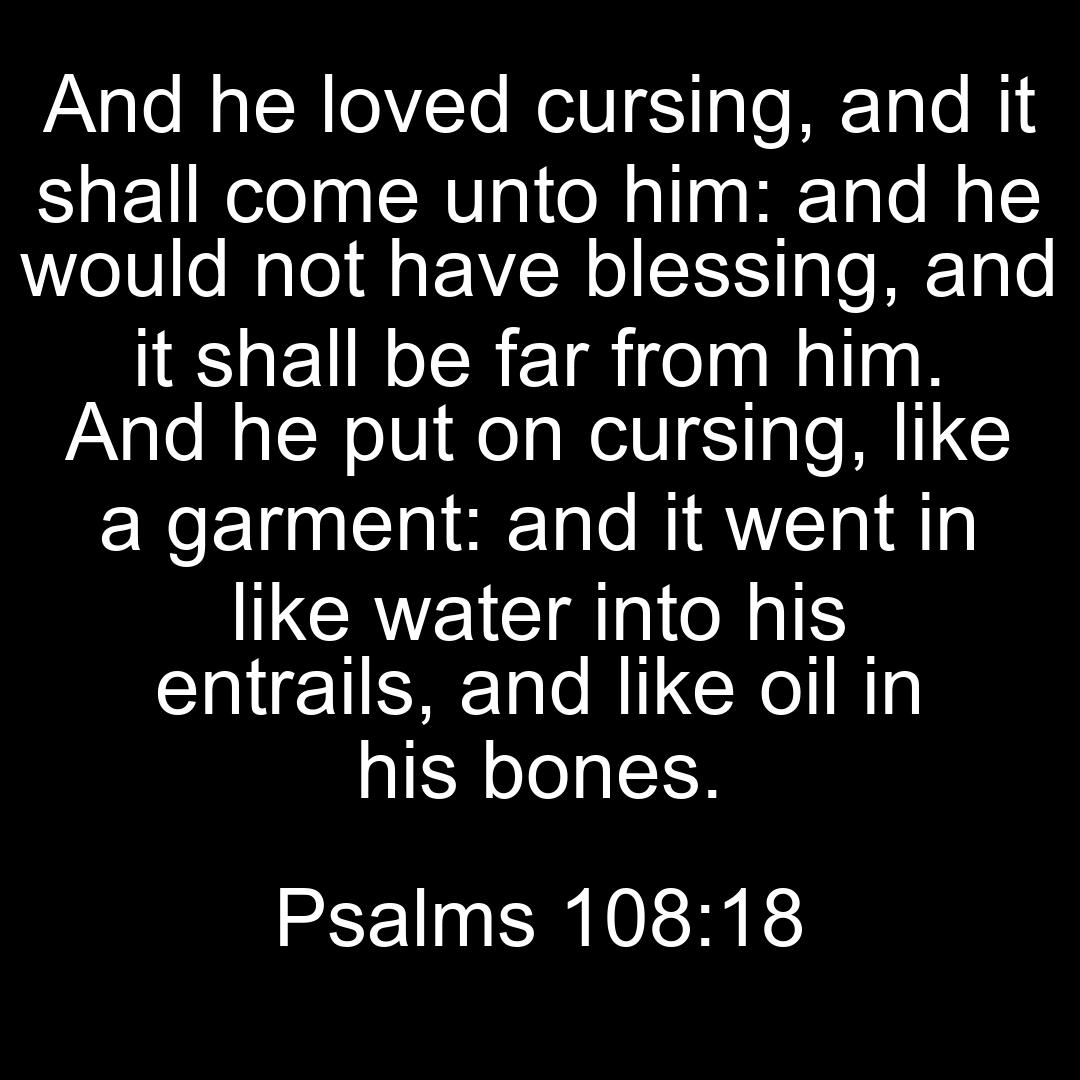 And he loved cursing, and it
shall come unto him: and he
would not have blessing, and
it shall be far from him.
And he put on cursing, like
a garment: and it went in
like water into his
entrails, and like oil in
his bones.
Psalms 108:18